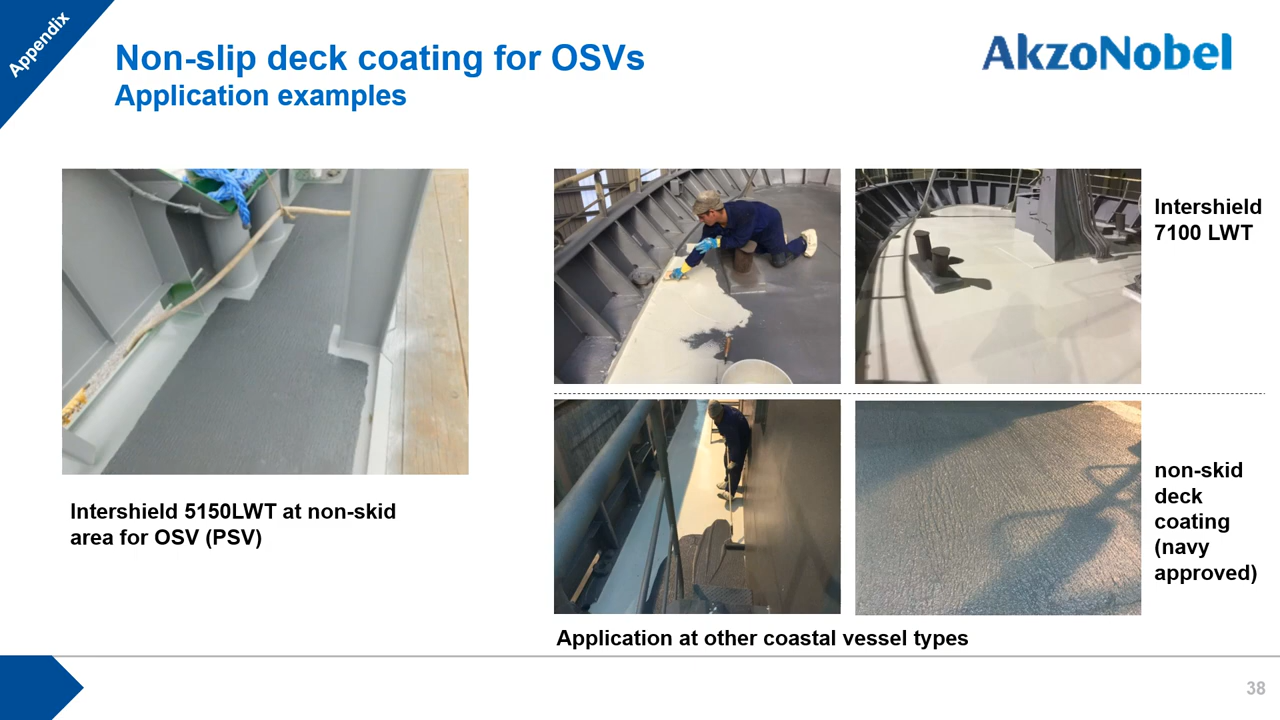 Appendix
Non-slip deck coating for OSVs
Application examples
AkzoNobel
Intershield
7100 LWT
Intershield 5150LWT at non-skid
area for OSV (PSV)
non-skid
deck
coating
(navy
approved)
Application at other coastal vessel types
38